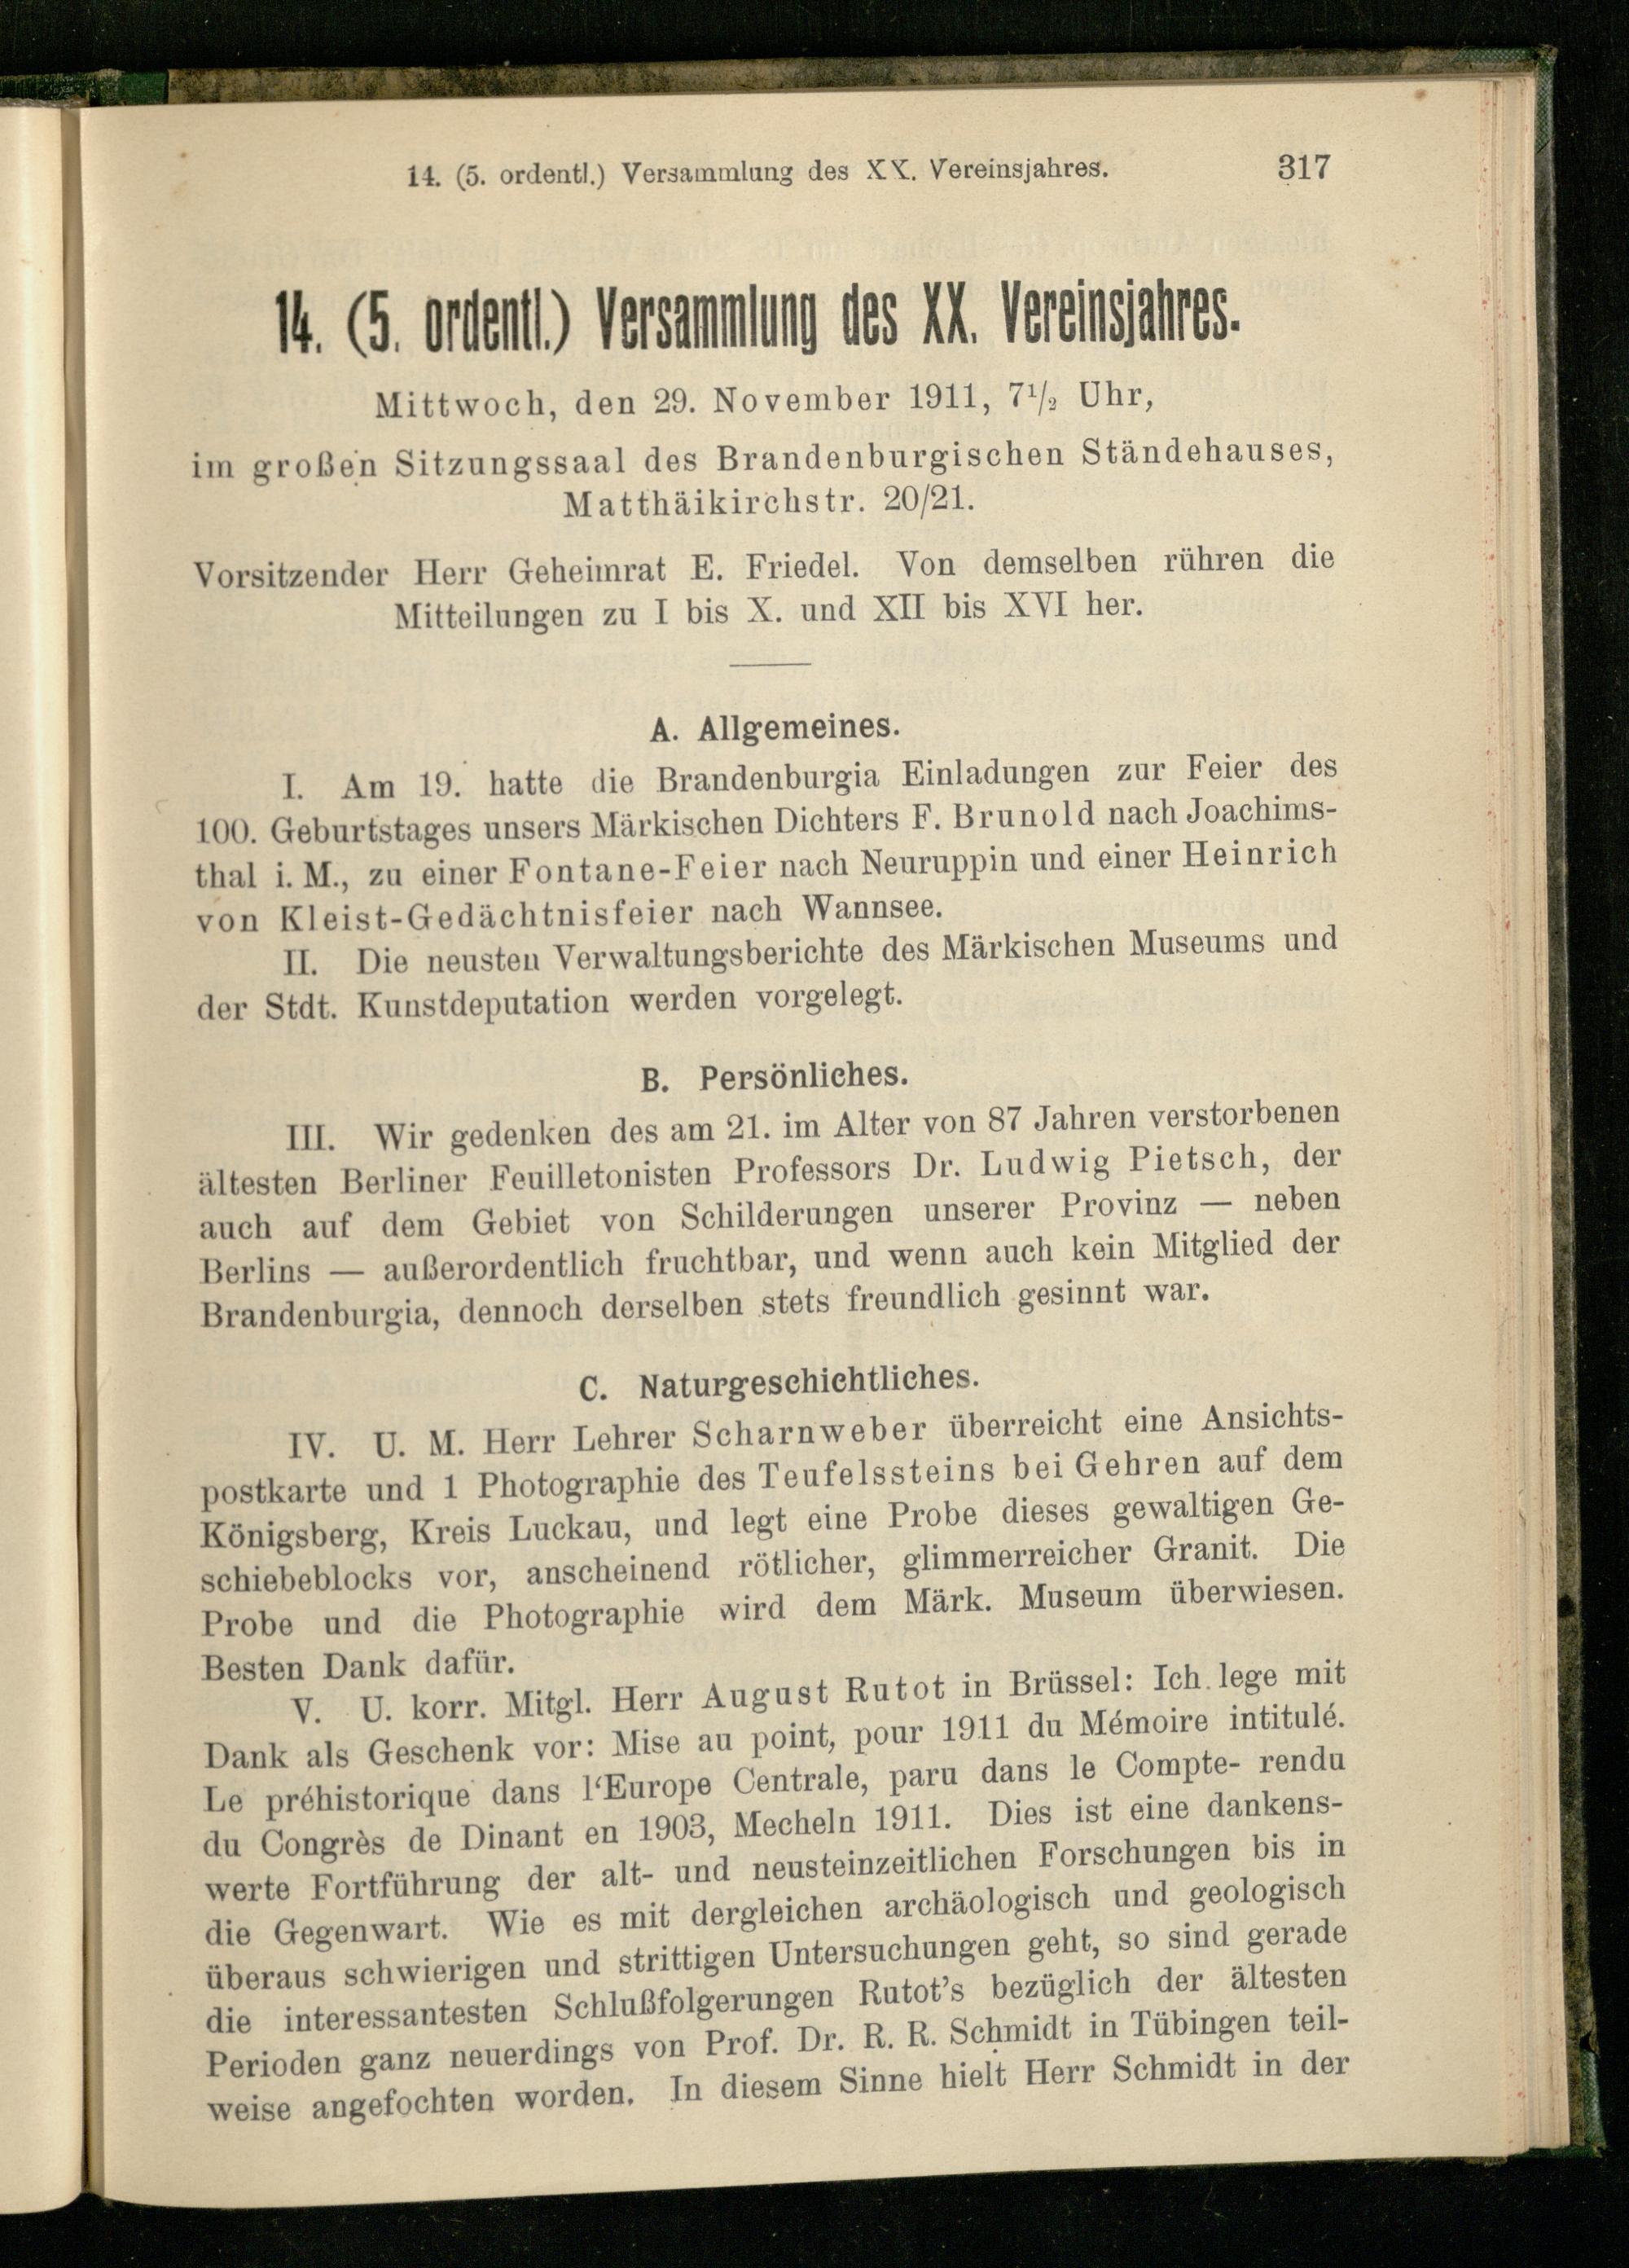 14. (5. ordentl.) Versammlung des XX. Vereinsjahres. 317
14. (5. ordentl.) Versammlung des XX. Vereinsjahres.
Mittwoch, den 29. November 1911, 7½ Uhr,
im großen Sitzungssaal des Brandenburgischen Ständehauses,
Matthäikirchstr. 20/21.
Vorsitzender Herr Geheimrat E. Friedel. Von demselben rühren die
Mitteilungen zu I bis X. und XII bis XVI her.
A. Allgemeines.
I. Am 19. hatte die Brandenburgia Einladungen zur Feier des
100. Geburtstages unsers Märkischen Dichters F. Brunold nach Joachims-
thal i. M., zu einer Fontane-Feier nach Neuruppin und einer Heinrich
von Kleist-Gedächtnisfeier nach Wannsee.
II. Die neusten Verwaltungsberichte des Märkischen Museums und
der Stdt. Kunstdeputation werden vorgelegt.
B. Persönliches.
III. Wir gedenken des am 21. im Alter von 87 Jahren verstorbenen
ältesten Berliner Feuilletonisten Professors Dr. Ludwig Pietsch, der
auch auf dem Gebiet von Schilderungen unserer Provinz — neben
Berlins — außerordentlich fruchtbar, und wenn auch kein Mitglied der
Brandenburgia, dennoch derselben stets freundlich gesinnt war.
C. Naturgeschichtliches.
IV. U. M. Herr Lehrer Scharnweber überreicht eine Ansichts-
postkarte und 1 Photographie des Teufelssteins bei Gehren auf dem
Königsberg, Kreis Luckau, und legt eine Probe dieses gewaltigen Ge-
schiebeblocks vor, anscheinend rötlicher, glimmerreicher Granit. Die
Probe und die Photographie wird dem Märk. Museum überwiesen.
Besten Dank dafür.
V. U. korr. Mitgl. Herr August Rutot in Brüssel: Ich lege mit
Dank als Geschenk vor: Mise au point, pour 1911 du Mémoire intitulé.
Le préhistorique dans l‘Europe Centrale, paru dans le Compte- rendu
du Congrès de Dinant en 1903, Mecheln 1911. Dies ist eine dankens-
werte Fortführung der alt- und neusteinzeitlichen Forschungen bis in
die Gegenwart. Wie es mit dergleichen archäologisch und geologisch
überaus schwierigen und strittigen Untersuchungen geht, so sind gerade
die interessantesten Schlußfolgerungen Rutot’s bezüglich der ältesten
Perioden ganz neuerdings von Prof. Dr. R. R. Schmidt in Tübingen teil-
weise angefochten worden. In diesem Sinne hielt Herr Schmidt in der